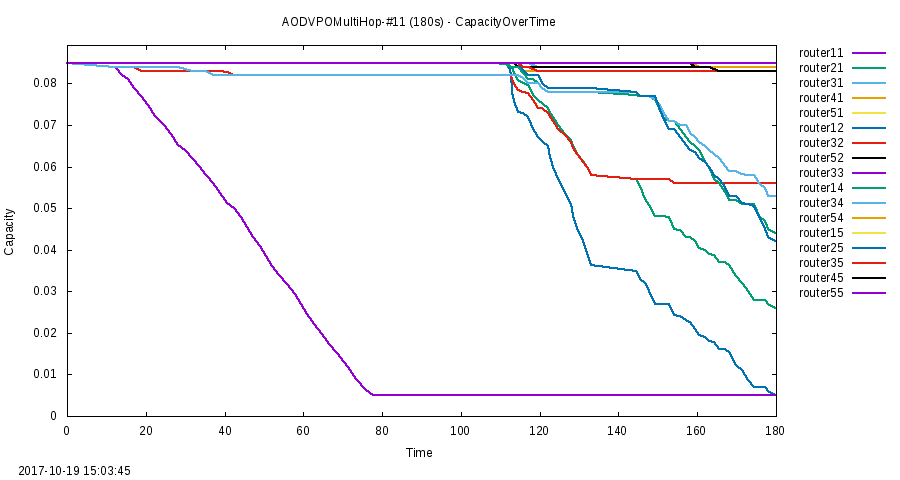 AODVPOMultiHop-#11 (180s) - CapacityOverTime
Capacity
0.08
0.07
0.06
0.05
0.04
0.03
0.02
0.01
0
0 20 40 60 80 100 120 140 160 180
Time
router11
router21
router31
router41
router51
router12
router32
router52
router33
router14
router34
router54
router15
router25
router35
router45
router55
2017-10-19 15:03:45